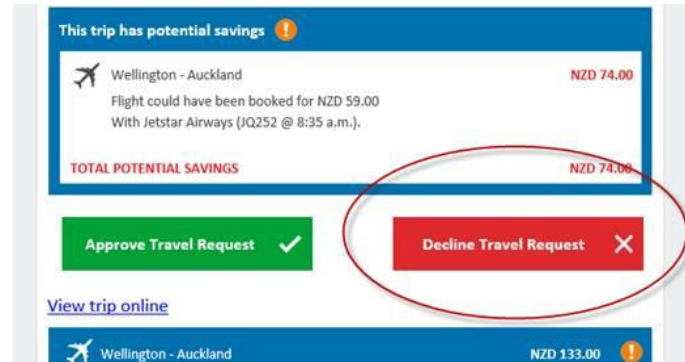 This trip has potential savings !
Wellington - Auckland NZD 74.00
Flight could have been booked for NZD 59.00
With Jetstar Airways (JQ252 @ 8:35 a.m.).
TOTAL POTENTIAL SAVINGS NZD 74.00
Approve Travel Request Decline Travel Request
View trip online
Wellington - Auckland NZD 133.00 !